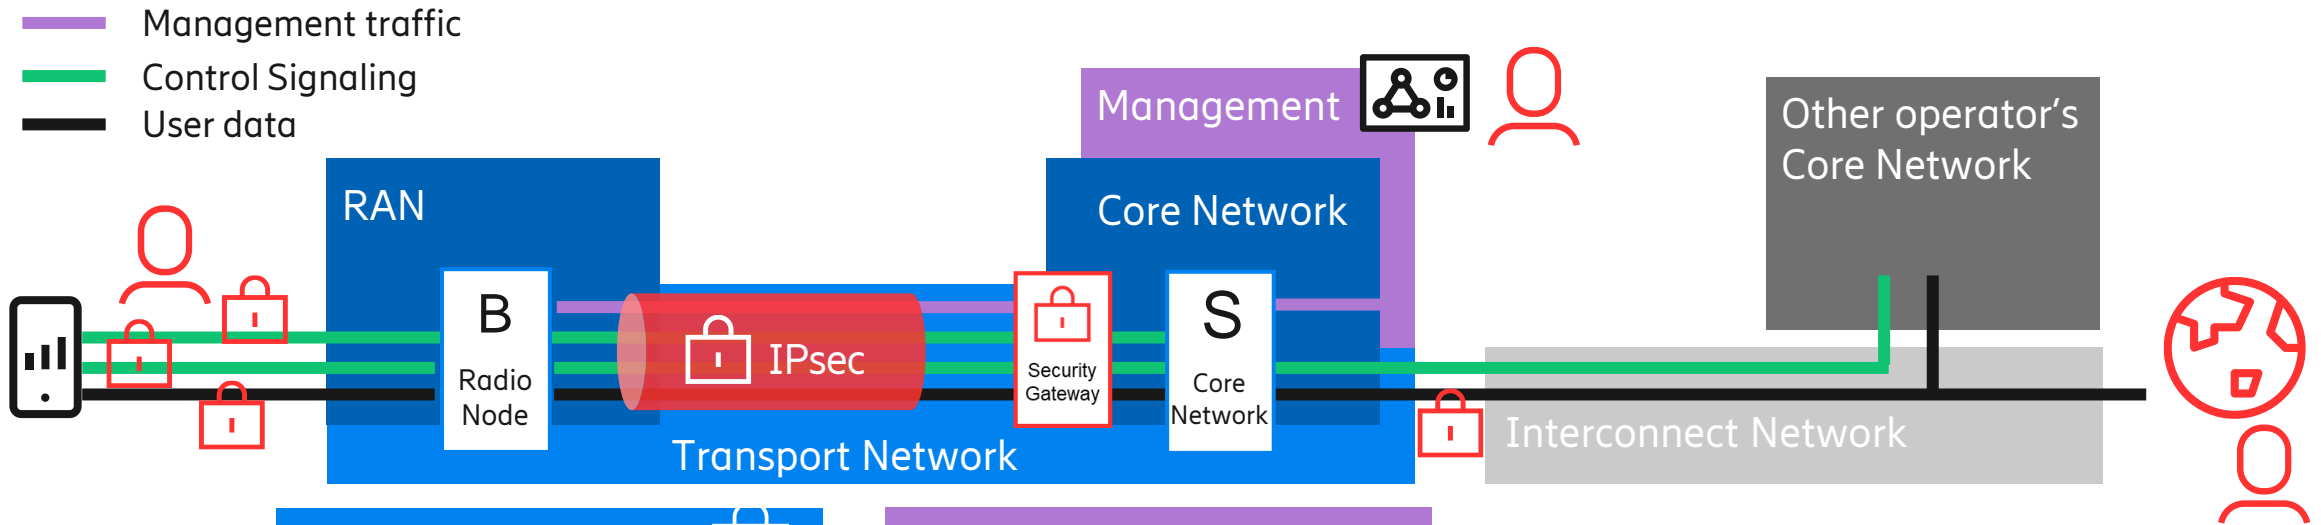 Management traffic
Control Signaling
User data
Management
Other operator's
Core Network
RAN
Core Network
B
Radio
Node
IPsec
Security
Gateway
S
Core
Network
Transport Network
Interconnect Network